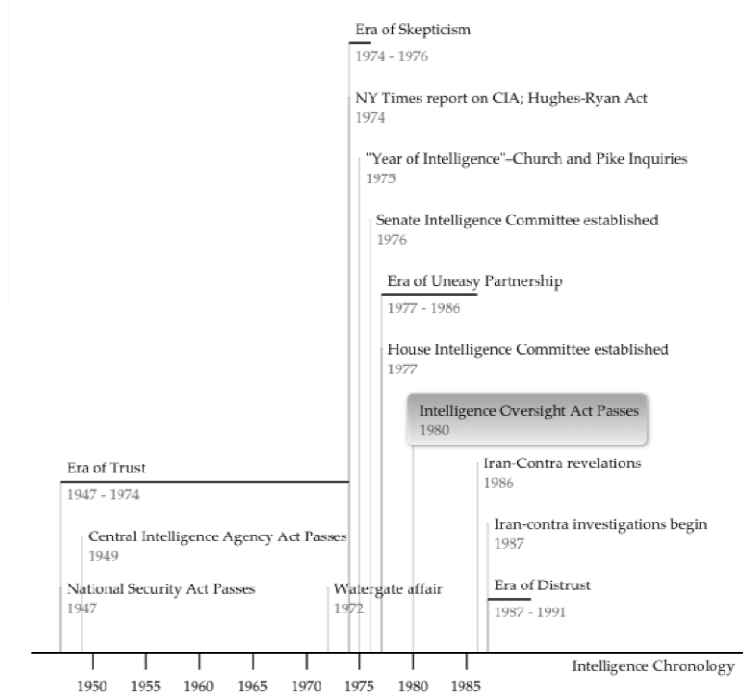 Era of Skepticism
1974 - 1976
NY Times report on CIA; Hughes-Ryan Act
1974
"Year of Intelligence"–Church and Pike Inquiries
1975
Senate Intelligence Committee established
1976
Era of Uneasy Partnership
1977 - 1986
House Intelligence Committee established
1977
Intelligence Oversight Act Passes
1980
Era of Trust
1947 - 1974
Iran-Contra revelations
1986
Central Intelligence Agency Act Passes
1949
Iran-contra investigations begin
1987
National Security Act Passes
1947
Watergate affair
1972
Era of Distrust
1987 - 1991
Intelligence Chronology
1950 1955 1960 1965 1970 1975 1980 1985